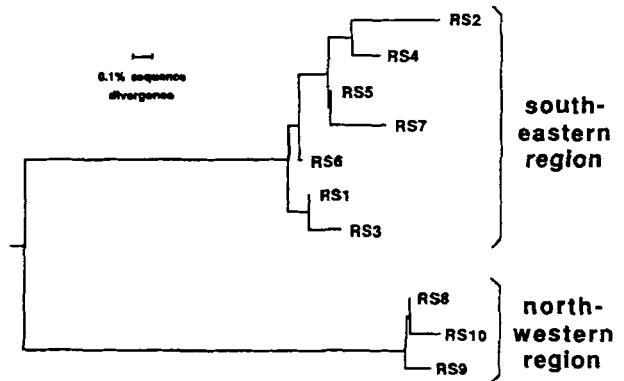 RS2
RS4
0.1% sequence
divergence
RS5
RS7
south-
eastern
region
RS6
RS1
RS3
RS8
RS10
RS9
north-
western
region